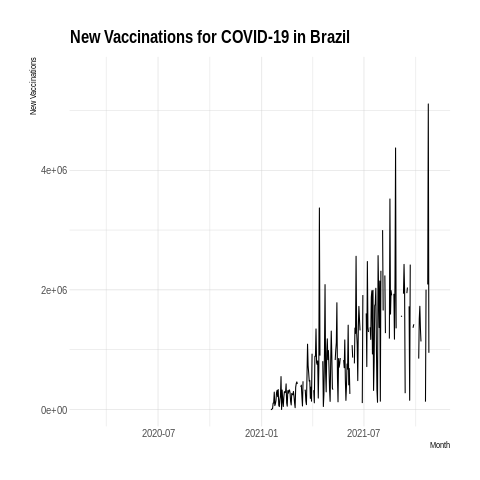 New Vaccinations for COVID-19 in Brazil
New Vaccinations
4e+06
2e+06
0e+00
2020-07 2021-01 2021-07
Month